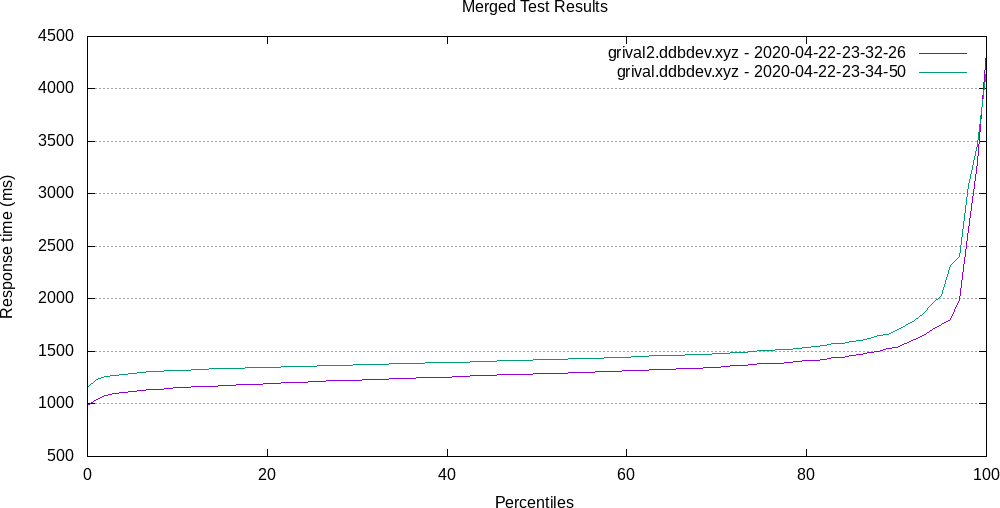 Merged Test Results
grival2.ddbdev.xyz - 2020-04-22-23-32-26
grival.ddbdev.xyz - 2020-04-22-23-34-50
4500
4000
3500
3000
2500
2000
1500
1000
500
Response time (ms)
0 20 40 60 80 100
Percentiles